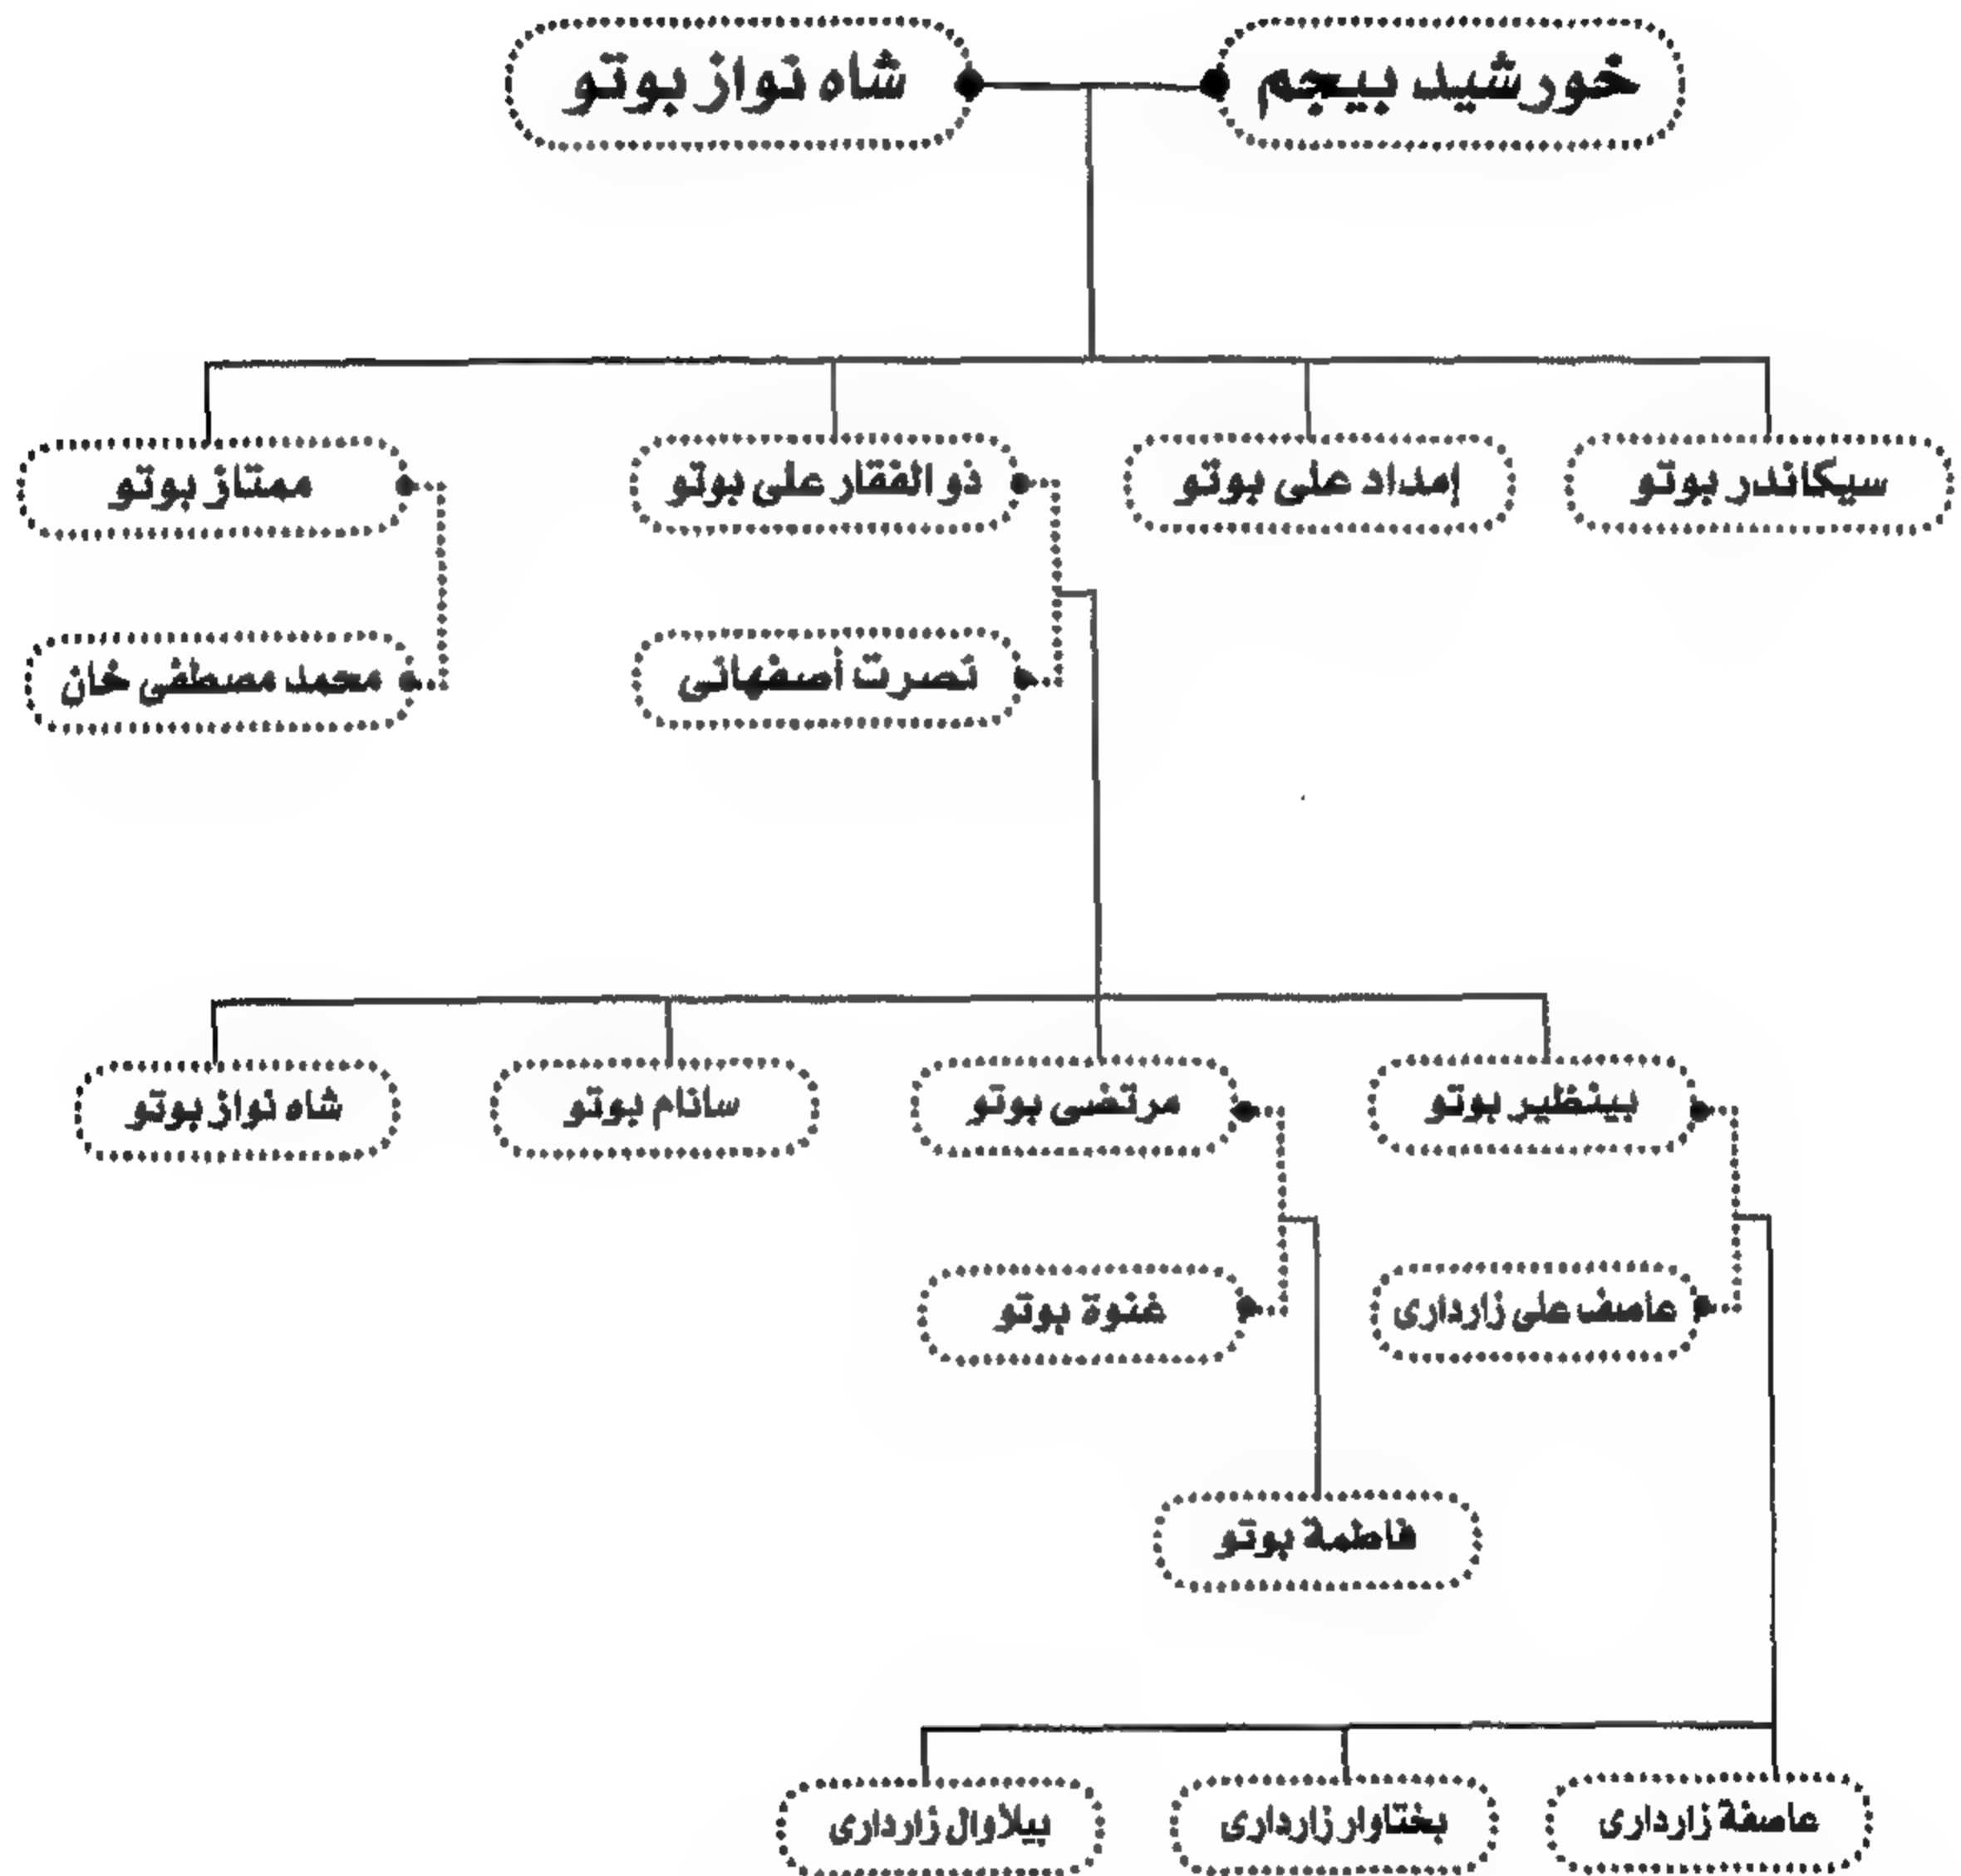 خورشيد بيجم
شاه نواز بوتو
سيكاندر بوتو
إمداد على بوتو
ذو الفقار على بوتو
ممتاز بوتو
نصرت أصفهانى
محمد مصطفى خان
بينظير بوتو
مرتضى بوتو
سانام بوتو
شاه نواز بوتو
عاصف على زاردارى
غنوة بوتو
فاطمة بوتو
عاصفة زاردارى
بختاوار زاردارى
بيلاوال زاردارى